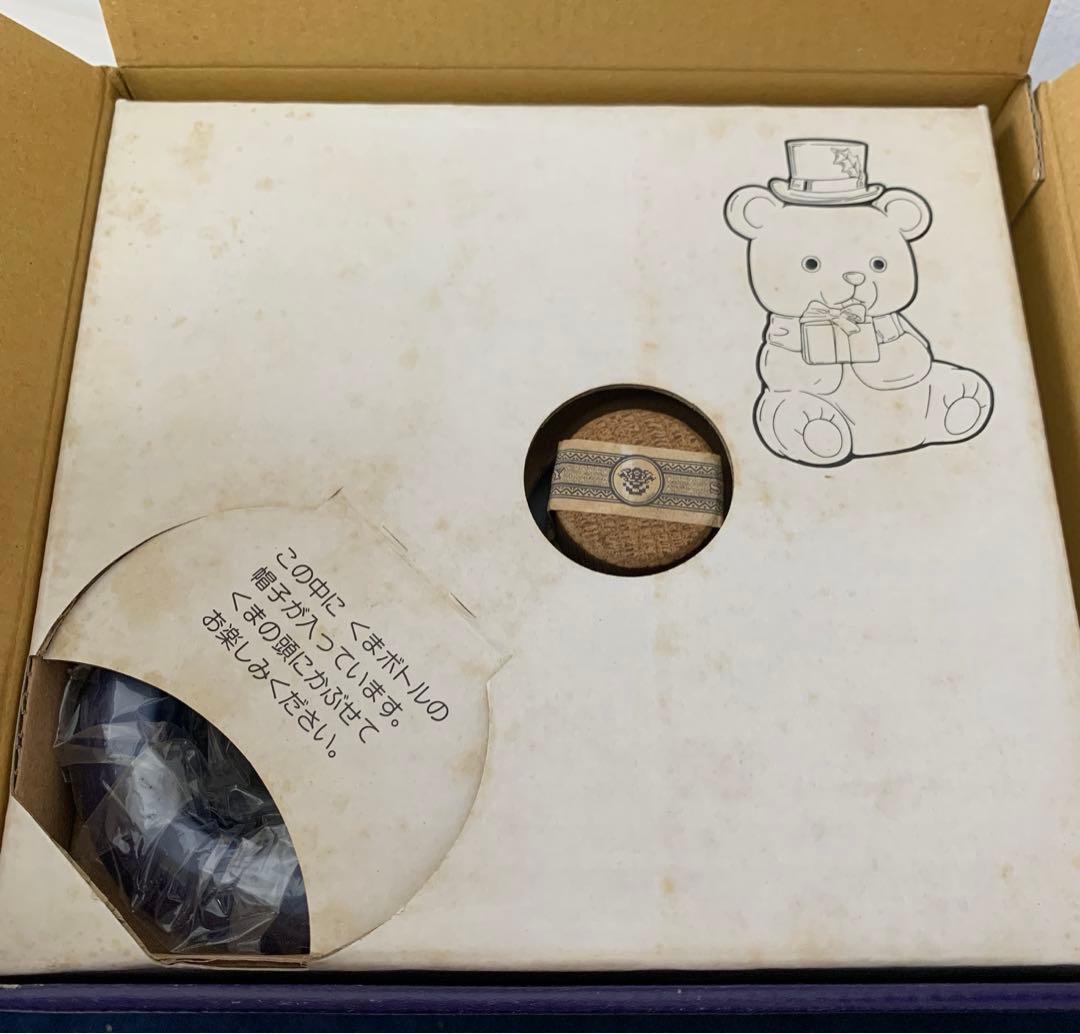 この中に くまボトルの
帽子が入っています。
くまの頭にかぶせて
お楽しみください。